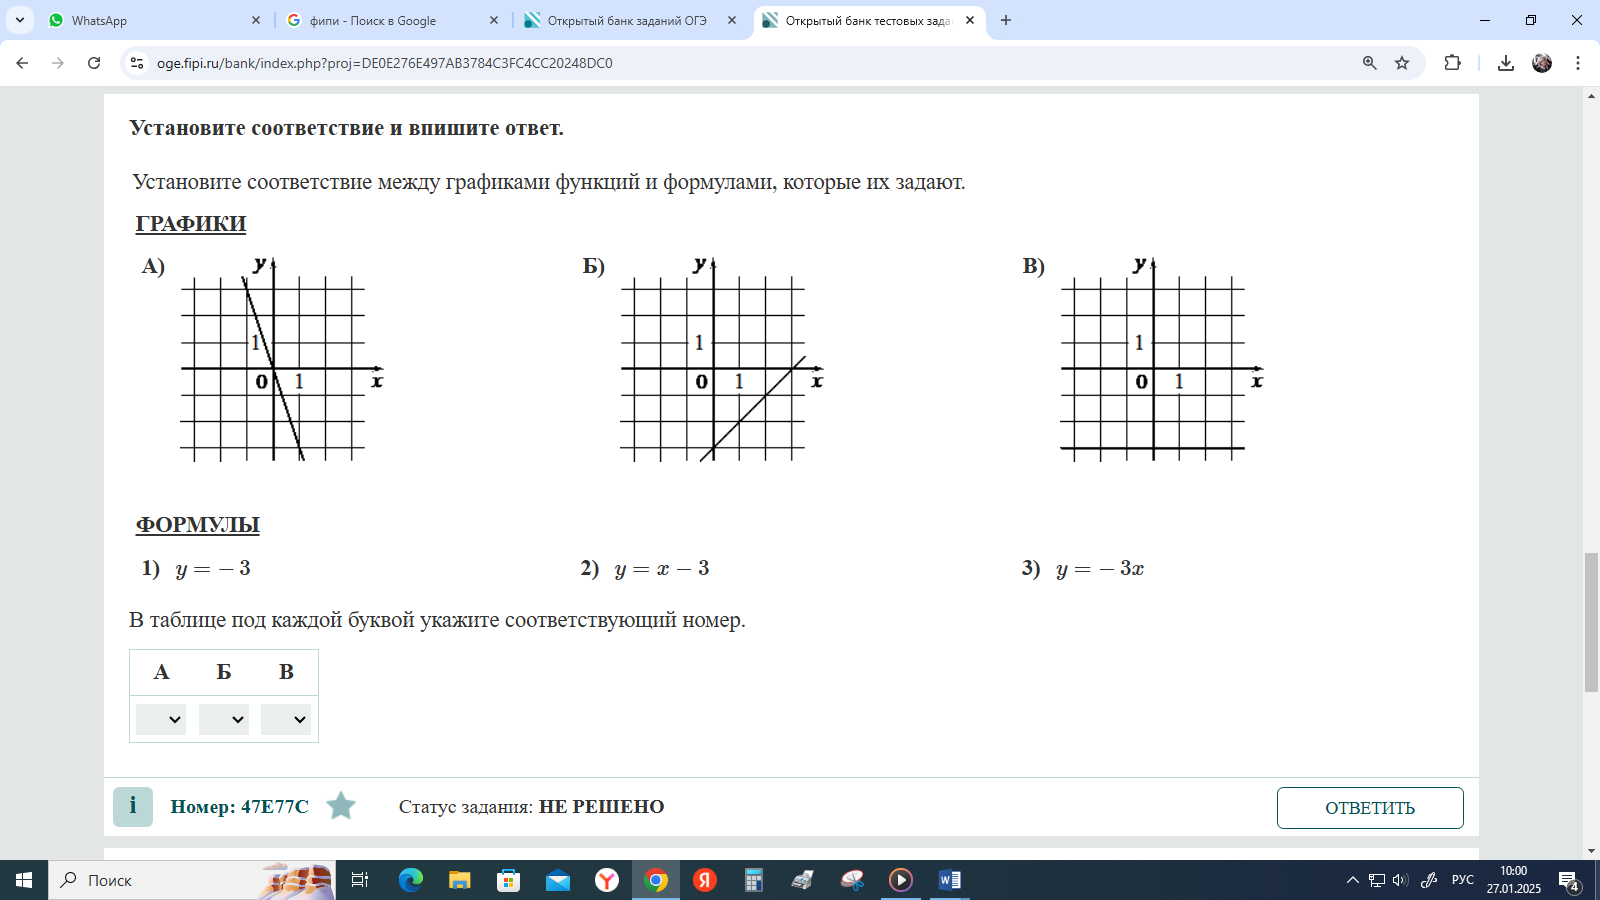 WhatsApp
фипи - Поиск в Google
Открытый банк заданий ОГЭ
Открытый банк тестовых зада
oge.fipi.ru/bank/index.php?proj=DE0E276E497AB3784C3FC4CC20248DC0
Установите соответствие и впишите ответ.
Установите соответствие между графиками функций и формулами, которые их задают.
ГРАФИКИ
А) y 1 0 1 x
Б) y 1 0 1 x
В) y 1 0 1 x
ФОРМУЛЫ
1) y = − 3
2) y = x − 3
3) y = − 3x
В таблице под каждой буквой укажите соответствующий номер.
А Б В
i Номер: 47E77C
Статус задания: НЕ РЕШЕНО
ОТВЕТИТЬ
Поиск
РУС
10:00
27.01.2025
4